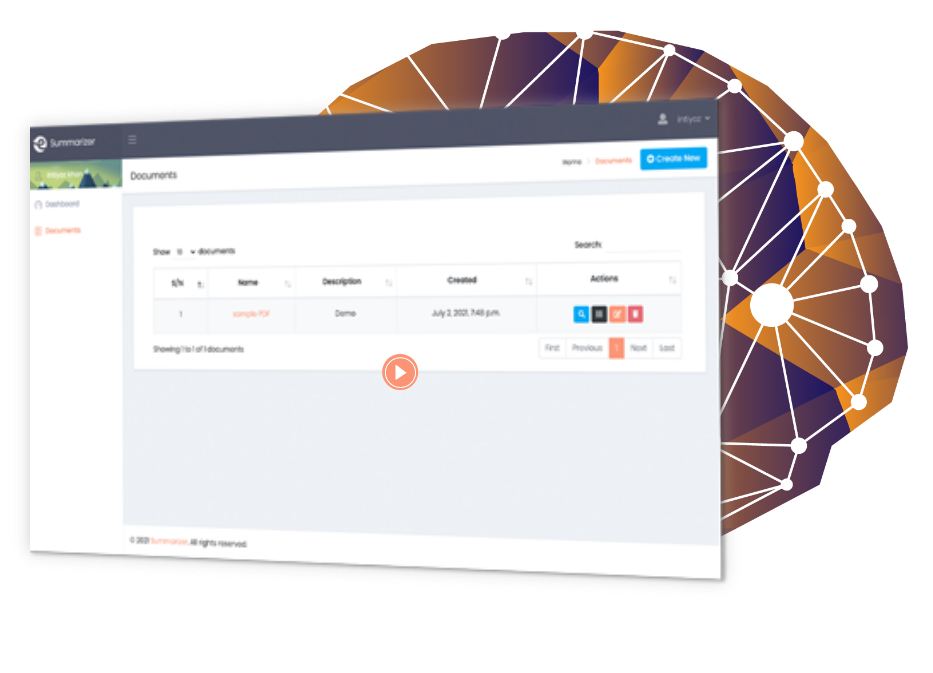 Summarizer
intiyaz
Intiyaz Khan
Documents
Home
Documents
Create New
Dashboard
Documents
Show 10 documents
Search:
S/N Name Description Created Actions
1 sample PDF Demo July 2, 2021, 7:48 p.m.
Showing 1 to 1 of 1 documents
First Previous 1 Next Last
© 2021 Summarizer. All rights reserved.